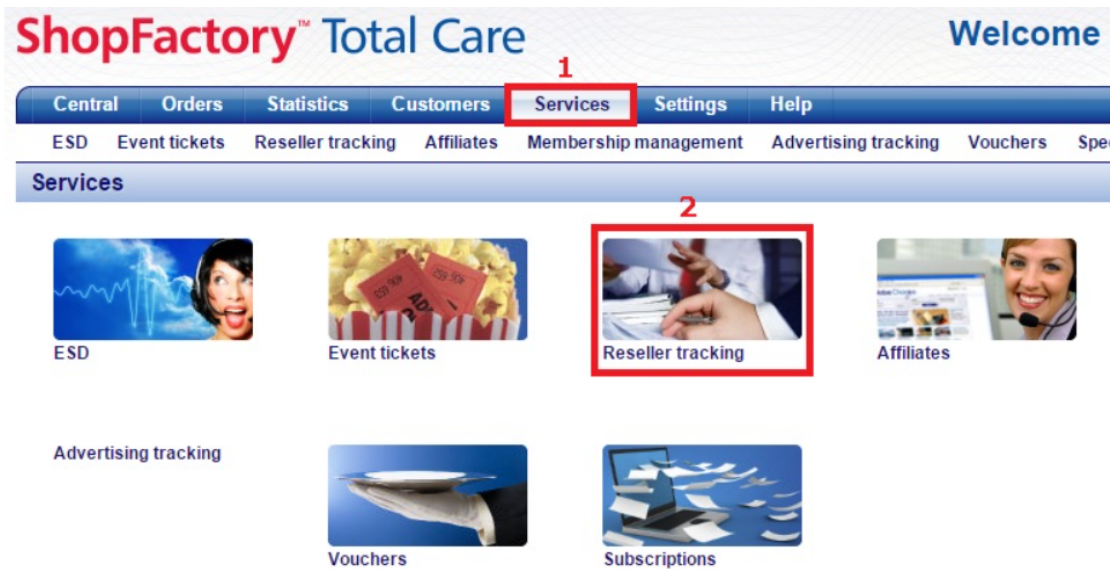 ShopFactory™ Total Care
Welcome
1
Central Orders Statistics Customers Services Settings Help
ESD Event tickets Reseller tracking Affiliates Membership management Advertising tracking Vouchers Spe
Services
2
ESD Event tickets Reseller tracking Affiliates
Advertising tracking
Vouchers Subscriptions